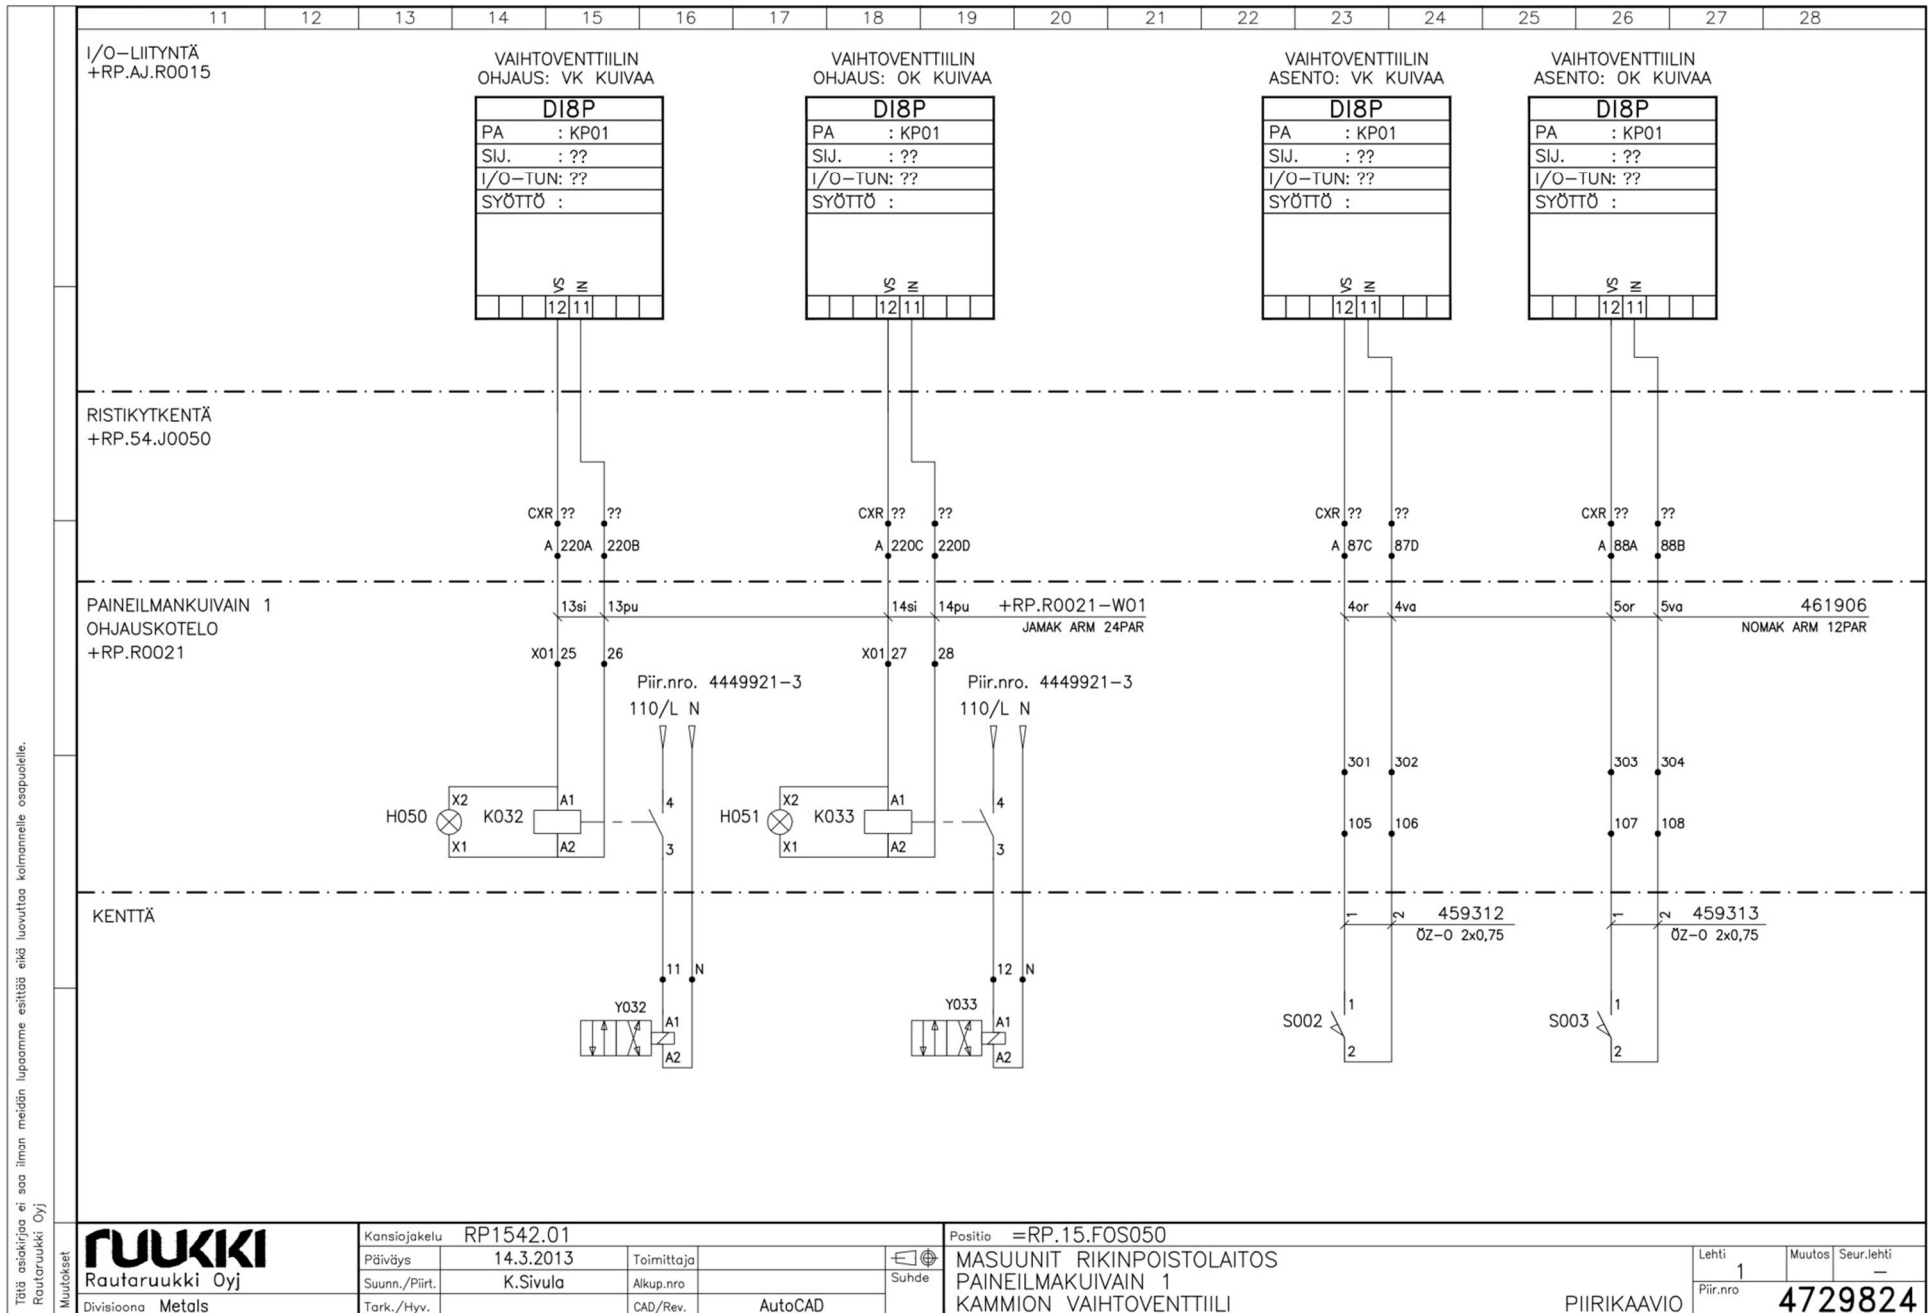 11 12 13 14 15 16 17 18 19 20 21 22 23 24 25 26 27 28
I/O-LIITYNTÄ
+RP.AJ.R0015
VAIHTOVENTTIILIN
OHJAUS: VK KUIVAA
DI8P
PA : KP01
SIJ. : ??
I/O-TUN: ??
SYÖTTÖ :
VS IN
12 11
VAIHTOVENTTIILIN
OHJAUS: OK KUIVAA
DI8P
PA : KP01
SIJ. : ??
I/O-TUN: ??
SYÖTTÖ :
VS IN
12 11
VAIHTOVENTTIILIN
ASENTO: VK KUIVAA
DI8P
PA : KP01
SIJ. : ??
I/O-TUN: ??
SYÖTTÖ :
VS IN
12 11
VAIHTOVENTTIILIN
ASENTO: OK KUIVAA
DI8P
PA : KP01
SIJ. : ??
I/O-TUN: ??
SYÖTTÖ :
VS IN
12 11
RISTIKYTKENTÄ
+RP.54.J0050
CXR ?? ?? CXR ?? ?? CXR ?? ?? CXR ?? ??
A 220A 220B A 220C 220D A 87C 87D A 88A 88B
PAINEILMANKUIVAIN 1
OHJAUSKOTELO
+RP.R0021
13si 13pu 14si 14pu +RP.R0021-W01 4or 4va 5or 5va 461906
JAMAK ARM 24PAR NOMAK ARM 12PAR
X01 25 26 X01 27 28
Piir.nro. 4449921-3 Piir.nro. 4449921-3
110/L N 110/L N
301 302 303 304
X2 A1 4 X2 A1 4
H050 K032 H051 K033 105 106 107 108
X1 A2 3 X1 A2 3
KENTTÄ
1 2 459312 1 2 459313
ÖZ-O 2x0,75 ÖZ-O 2x0,75
11 N 12 N
Y032 Y033
A1 A1
A2 A2
1 1
S002 S003
2 2
Tätä asiakirjaa ei saa ilman meidän lupaamme esittää eikä luovuttaa kolmannelle osapuolelle.
Rautaruukki Oyj
Muutokset
RUUKKI
Rautaruukki Oyj
Divisioona Metals
Kansiojakelu RP1542.01
Päiväys 14.3.2013 Toimittaja
Suunn./Piirt. K.Sivula Alkup.nro
Tark./Hyv. CAD/Rev. AutoCAD
Suhde
Positio =RP.15.FOS050
MASUUNIT RIKINPOISTOLAITOS
PAINEILMAKUIVAIN 1
KAMMION VAIHTOVENTTIILI
PIIRIKAAVIO
Lehti Muutos Seur.lehti
1 –
Piir.nro 4729824